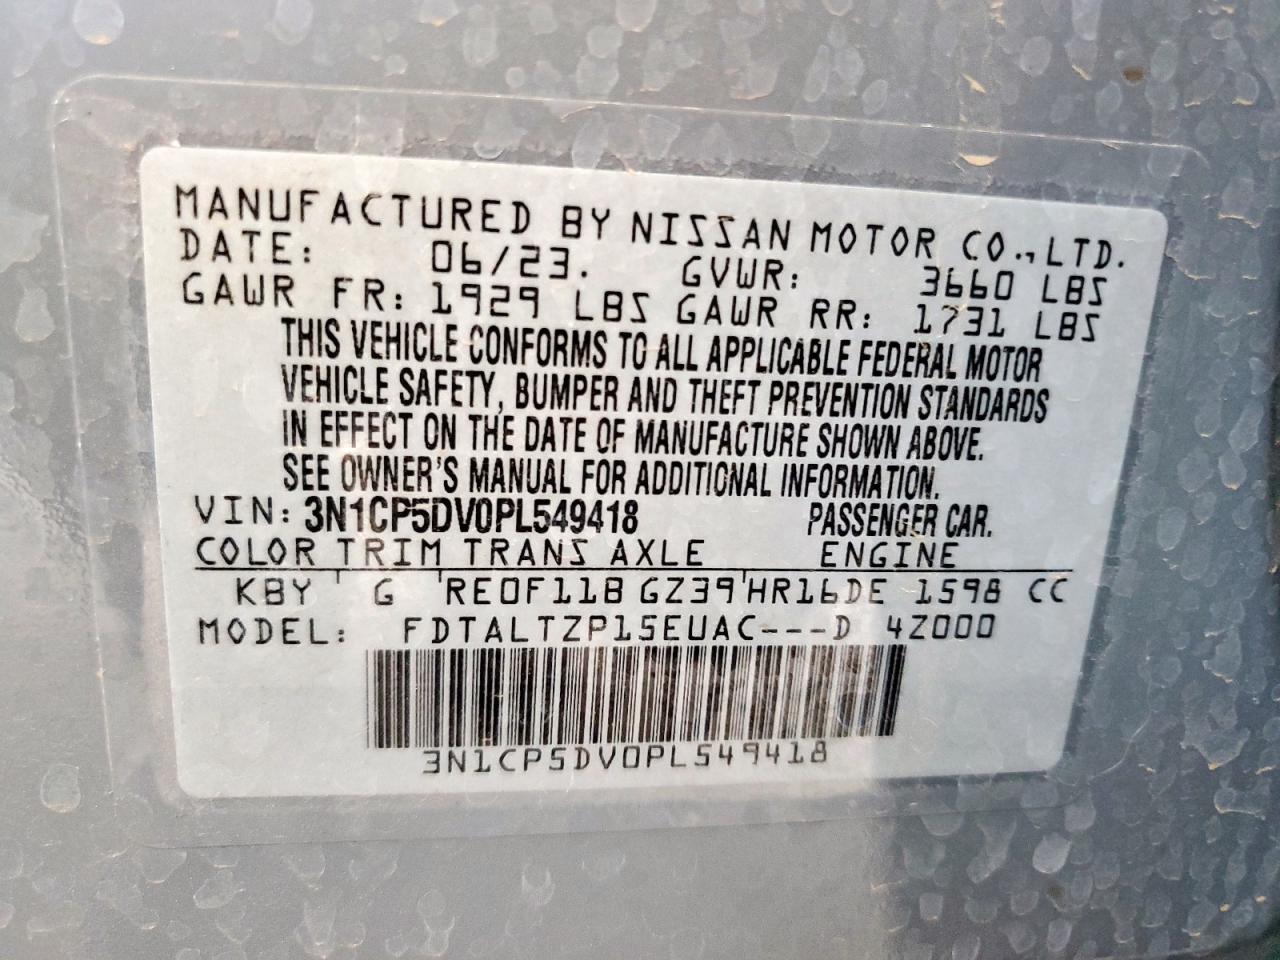 MANUFACTURED BY NISSAN MOTOR CO.,LTD.
DATE: 06/23. GVWR: 3660 LBS
GAWR FR: 1929 LBS GAWR RR: 1731 LBS
THIS VEHICLE CONFORMS TO ALL APPLICABLE FEDERAL MOTOR
VEHICLE SAFETY, BUMPER AND THEFT PREVENTION STANDARDS
IN EFFECT ON THE DATE OF MANUFACTURE SHOWN ABOVE.
SEE OWNER'S MANUAL FOR ADDITIONAL INFORMATION.
VIN: 3N1CP5DV0PL549418 PASSENGER CAR.
COLOR TRIM TRANS AXLE ENGINE
KBY G RE0F11B GZ39 HR16DE 1598 CC
MODEL: FDTALTZP15EUAC---D 4Z000
3N1CP5DV0PL549418